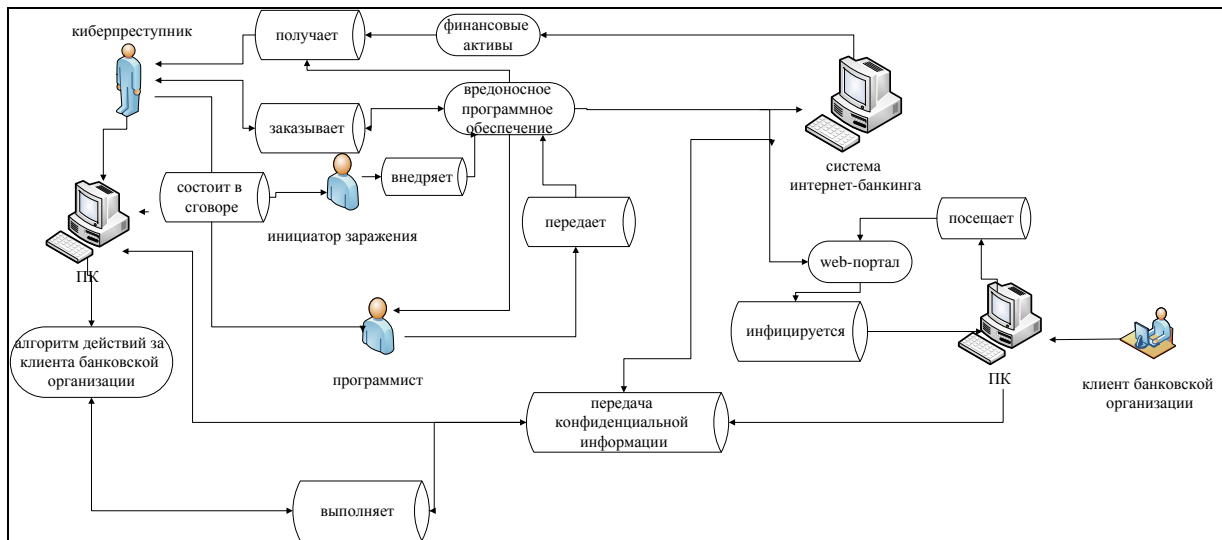 киберпреступник
получает
финансовые
активы
заказывает
вредоносное
программное
обеспечение
система
интернет-банкинга
состоит в
сговоре
внедряет
инициатор заражения
передает
посещает
web-портал
ПК
инфицируется
алгоритм действий за
клиента банковской
организации
программист
ПК
клиент банковской
организации
передача
конфиденциальной
информации
выполняет